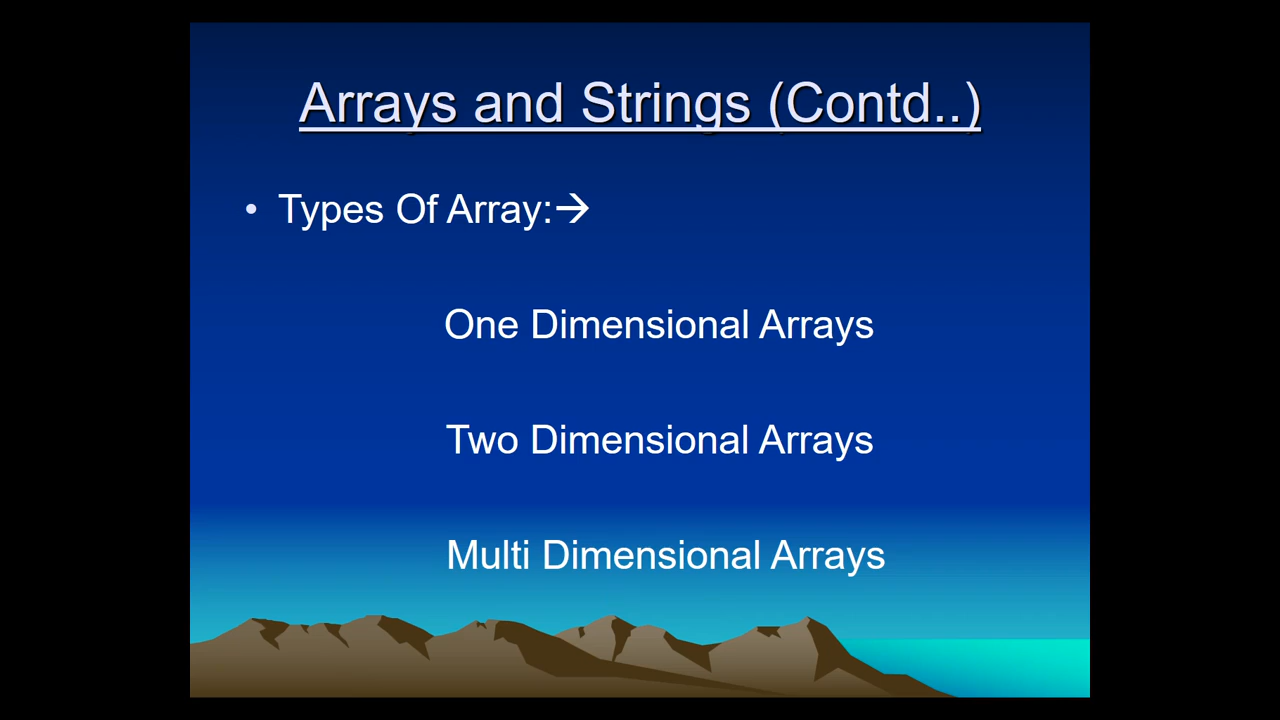 Arrays and Strings (Contd..)
• Types Of Array:→
One Dimensional Arrays
Two Dimensional Arrays
Multi Dimensional Arrays